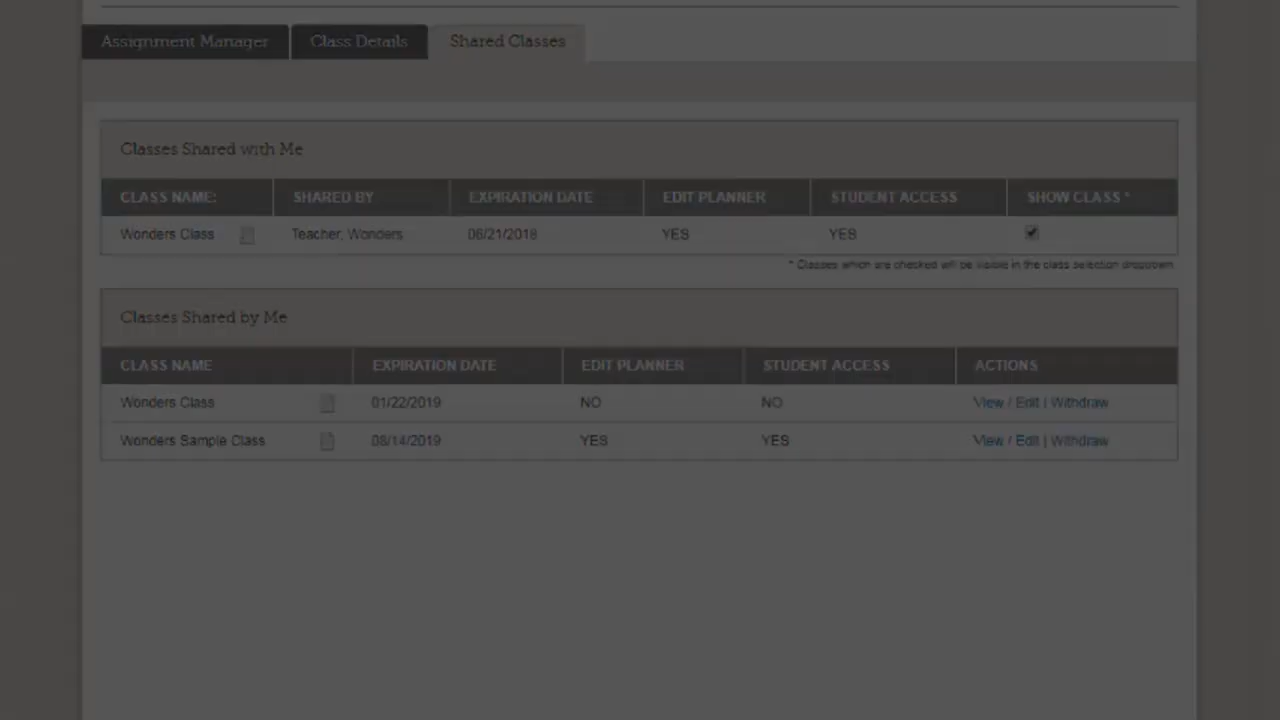 Assignment Manager Class Details Shared Classes
Classes Shared with Me
CLASS NAME: SHARED BY EXPIRATION DATE EDIT PLANNER STUDENT ACCESS SHOW CLASS *
Wonders Class Teacher, Wonders 06/21/2018 YES YES
* Classes which are checked will be visible in the class selection dropdown
Classes Shared by Me
CLASS NAME EXPIRATION DATE EDIT PLANNER STUDENT ACCESS ACTIONS
Wonders Class 01/22/2019 NO NO View / Edit | Withdraw
Wonders Sample Class 08/14/2019 YES YES View / Edit | Withdraw